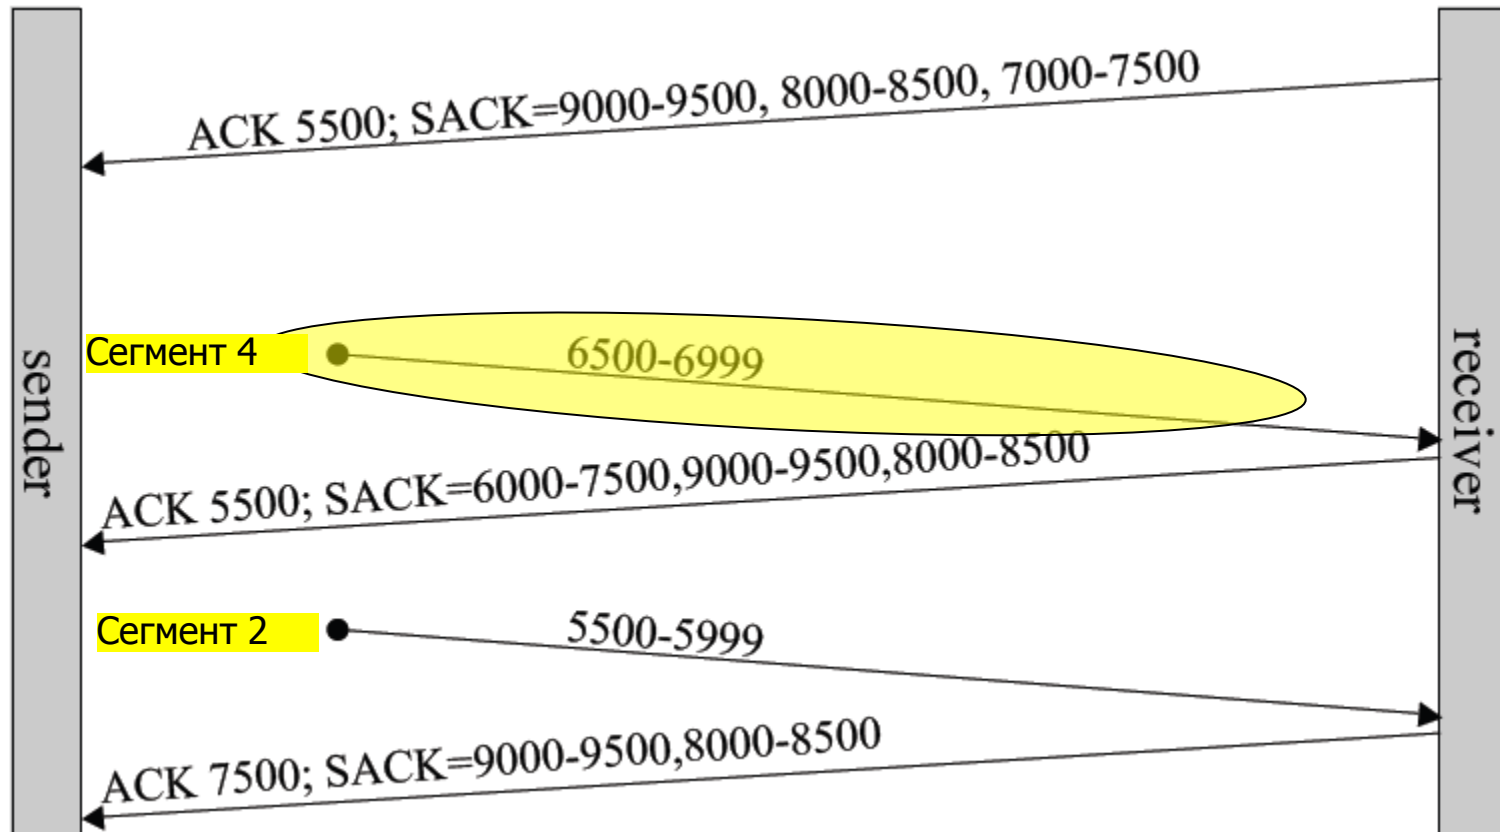 ACK 5500; SACK=9000-9500, 8000-8500, 7000-7500
sender
receiver
Сегмент 4
6500-6999
ACK 5500; SACK=6000-7500,9000-9500,8000-8500
Сегмент 2
5500-5999
ACK 7500; SACK=9000-9500,8000-8500